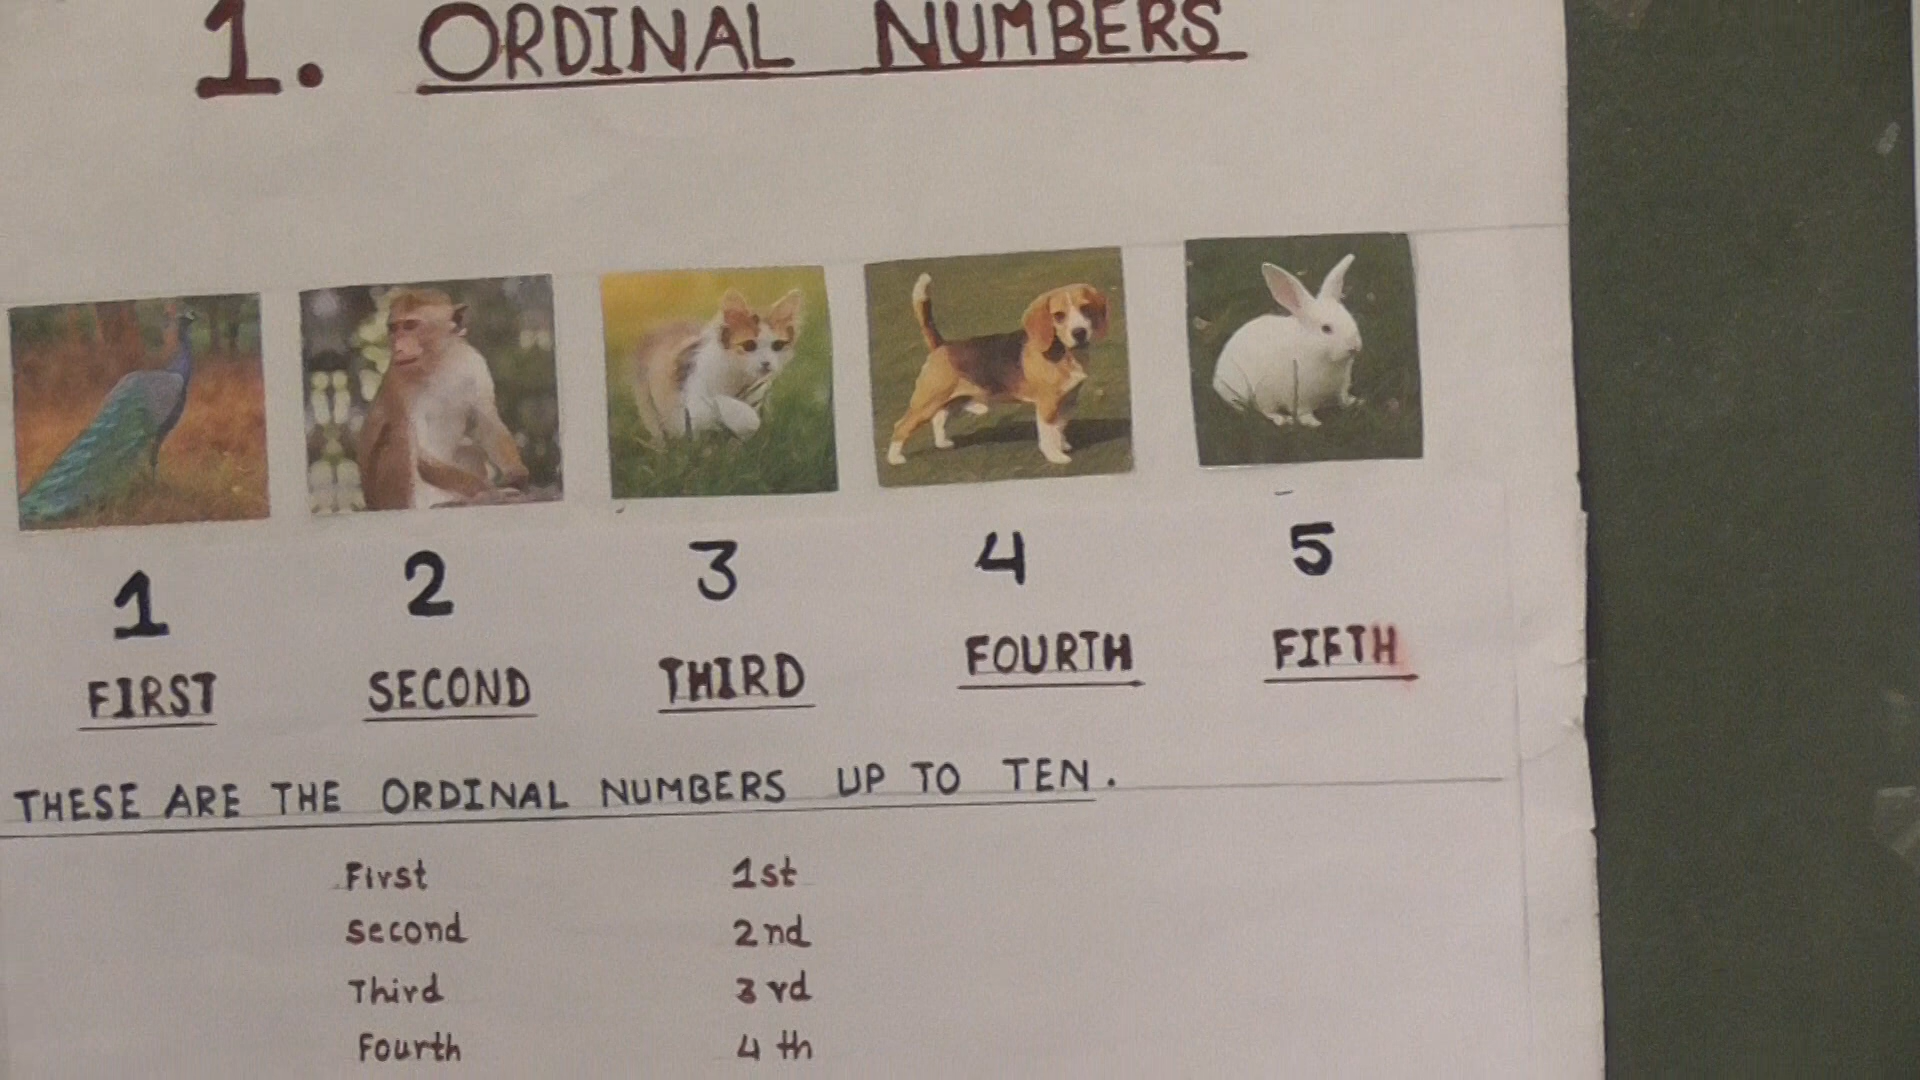 1. ORDINAL NUMBERS
1 2 3 4 5
FIRST SECOND THIRD FOURTH FIFTH
THESE ARE THE ORDINAL NUMBERS UP TO TEN.
First 1st
Second 2nd
Third 3rd
Fourth 4th